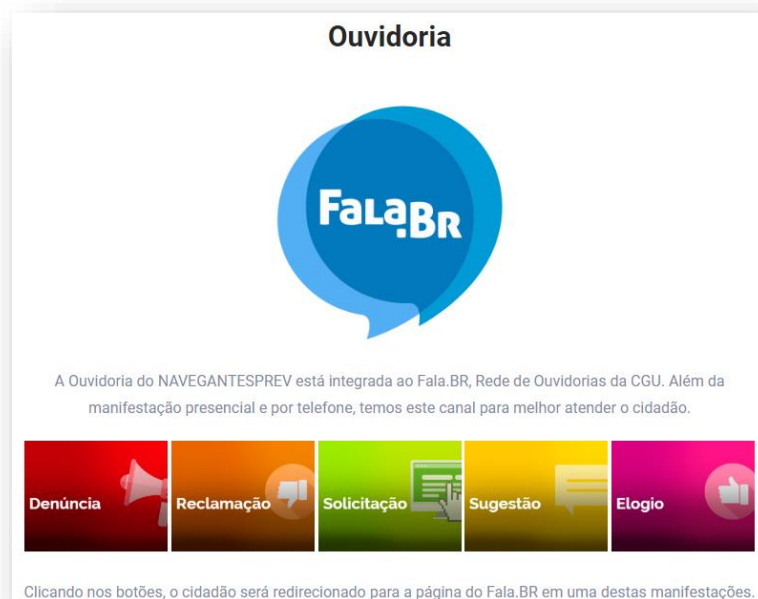 Ouvidoria
Fala.BR
A Ouvidoria do NAVEGANTESPREV está integrada ao Fala.BR, Rede de Ouvidorias da CGU. Além da
manifestação presencial e por telefone, temos este canal para melhor atender o cidadão.
Denúncia
Reclamação
Solicitação
Sugestão
Elogio
Clicando nos botões, o cidadão será redirecionado para a página do Fala.BR em uma destas manifestações.